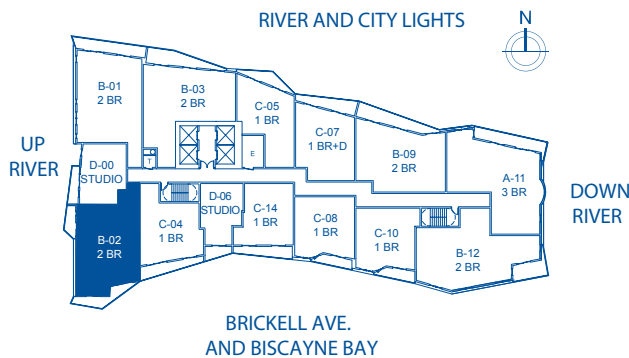 RIVER AND CITY LIGHTS
N
B-01
2 BR
B-03
2 BR
C-05
1 BR
C-07
1 BR+D
B-09
2 BR
A-11
3 BR
T
E
UP
RIVER
D-00
STUDIO
D-06
STUDIO
DOWN
RIVER
B-02
2 BR
C-04
1 BR
C-14
1 BR
C-08
1 BR
C-10
1 BR
B-12
2 BR
BRICKELL AVE.
AND BISCAYNE BAY